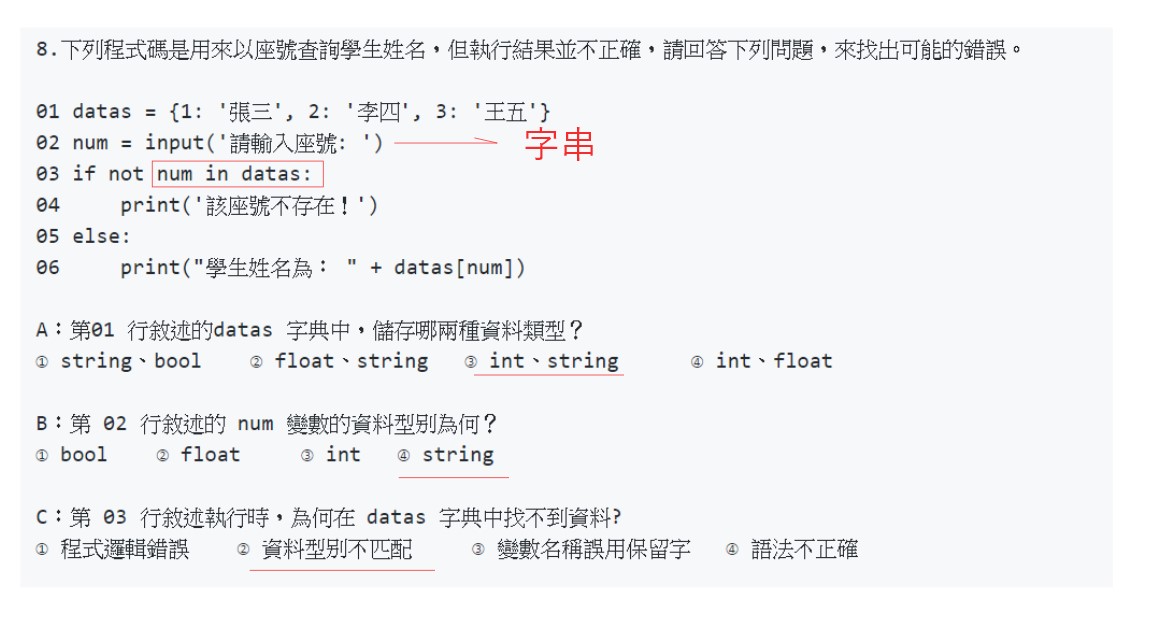 8.下列程式碼是用來以座號查詢學生姓名，但執行結果並不正確，請回答下列問題，來找出可能的錯誤。
01 datas = {1: '張三', 2: '李四', 3: '王五'}
02 num = input('請輸入座號: ') 字串
03 if not num in datas:
04     print('該座號不存在！')
05 else:
06     print("學生姓名為： " + datas[num])
A：第01 行敘述的datas 字典中，儲存哪兩種資料類型？
① string、bool ② float、string ③ int、string ④ int、float
B：第 02 行敘述的 num 變數的資料型別為何？
① bool ② float ③ int ④ string
C：第 03 行敘述執行時，為何在 datas 字典中找不到資料?
① 程式邏輯錯誤 ② 資料型別不匹配 ③ 變數名稱誤用保留字 ④ 語法不正確